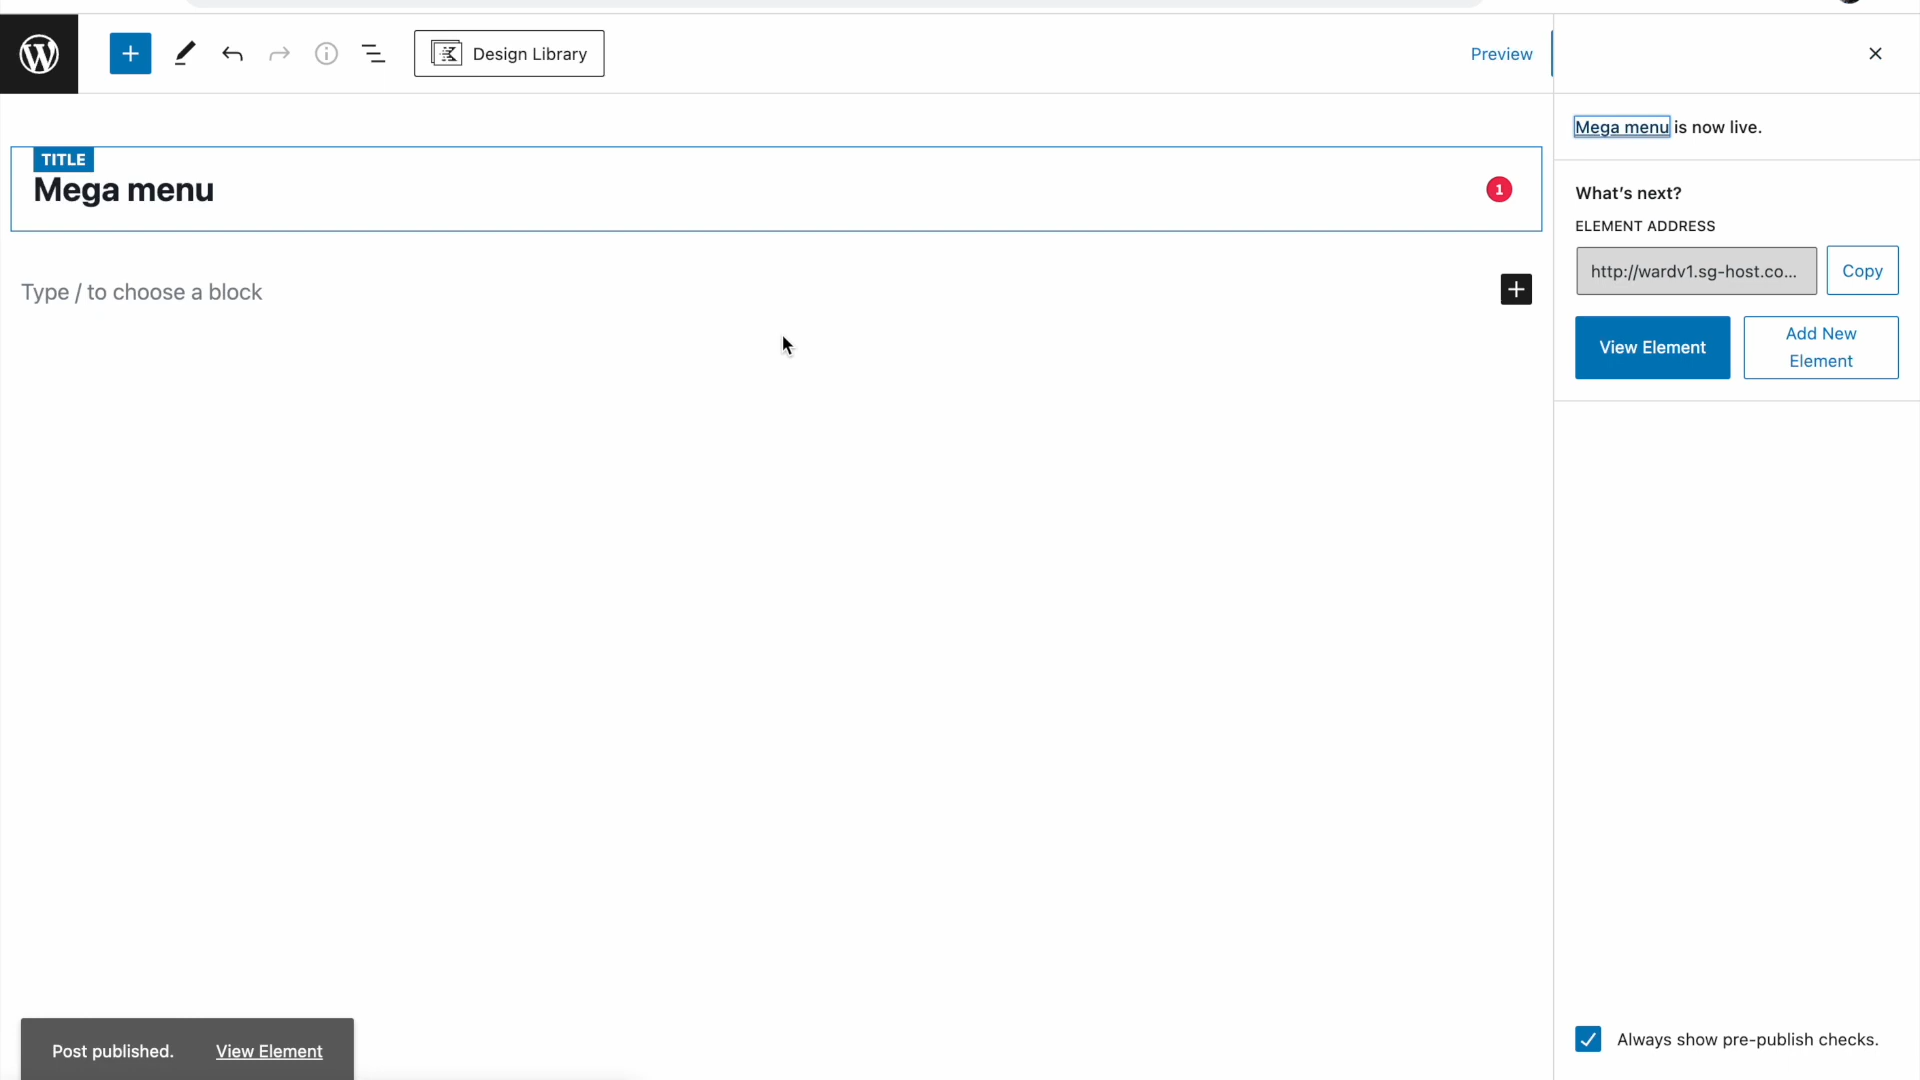 Design Library
Preview
Mega menu is now live.
TITLE
Mega menu
1
What's next?
ELEMENT ADDRESS
http://wardv1.sg-host.co...
Copy
Type / to choose a block
View Element
Add New
Element
Post published.
View Element
Always show pre-publish checks.